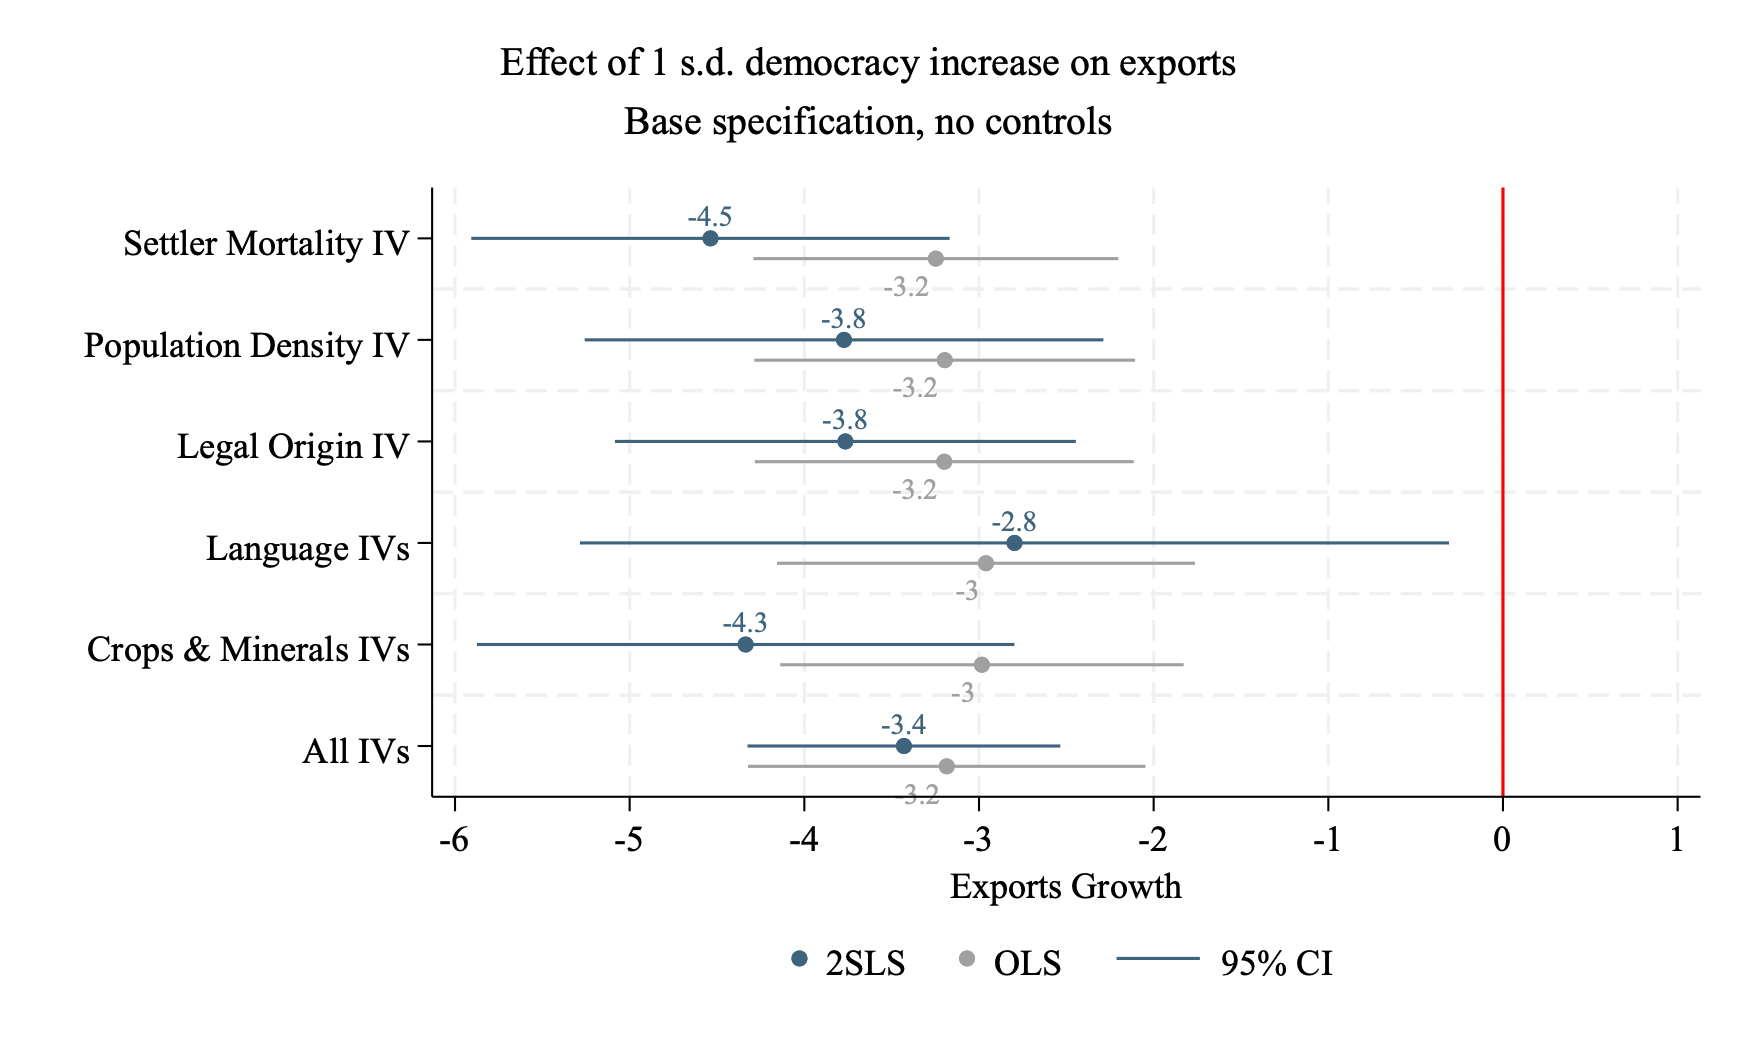 Effect of 1 s.d. democracy increase on exports
Base specification, no controls
Settler Mortality IV
-4.5
-3.2
Population Density IV
-3.8
-3.2
Legal Origin IV
-3.8
-3.2
Language IVs
-2.8
-3
Crops & Minerals IVs
-4.3
-3
All IVs
-3.4
-3.2
-6 -5 -4 -3 -2 -1 0 1
Exports Growth
2SLS OLS 95% CI